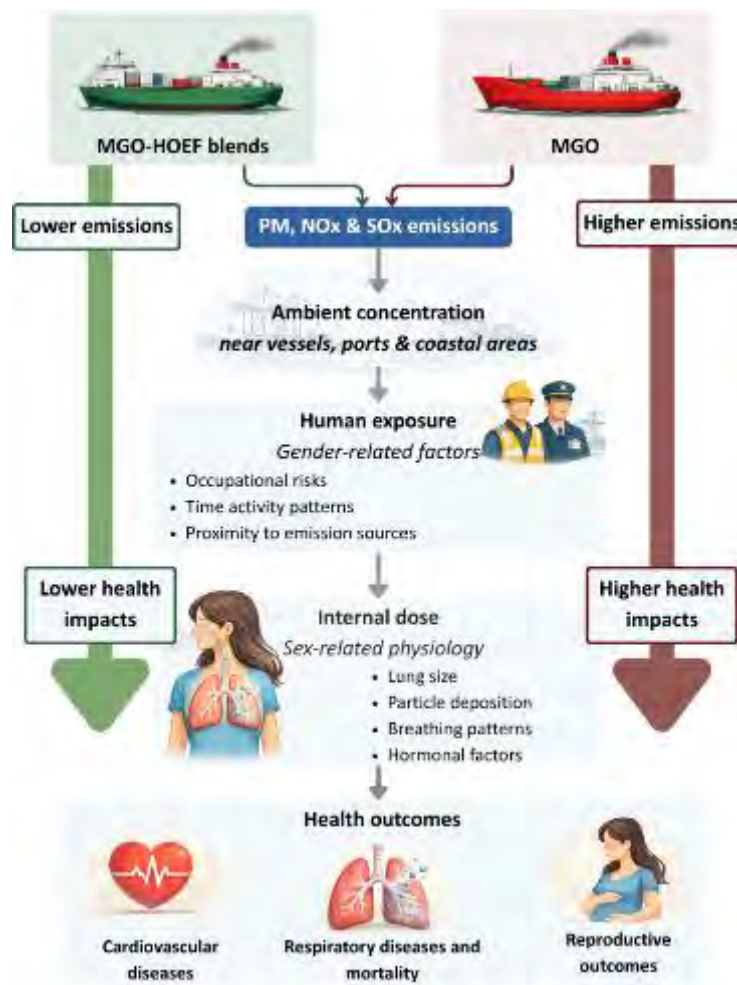 MGO-HOEF blends
MGO
Lower emissions
PM, NOx & SOx emissions
Higher emissions
Ambient concentration
near vessels, ports & coastal areas
Human exposure
Gender-related factors
• Occupational risks
• Time activity patterns
• Proximity to emission sources
Lower health
impacts
Higher health
impacts
Internal dose
Sex-related physiology
• Lung size
• Particle deposition
• Breathing patterns
• Hormonal factors
Health outcomes
Cardiovascular
diseases
Respiratory diseases and
mortality
Reproductive
outcomes